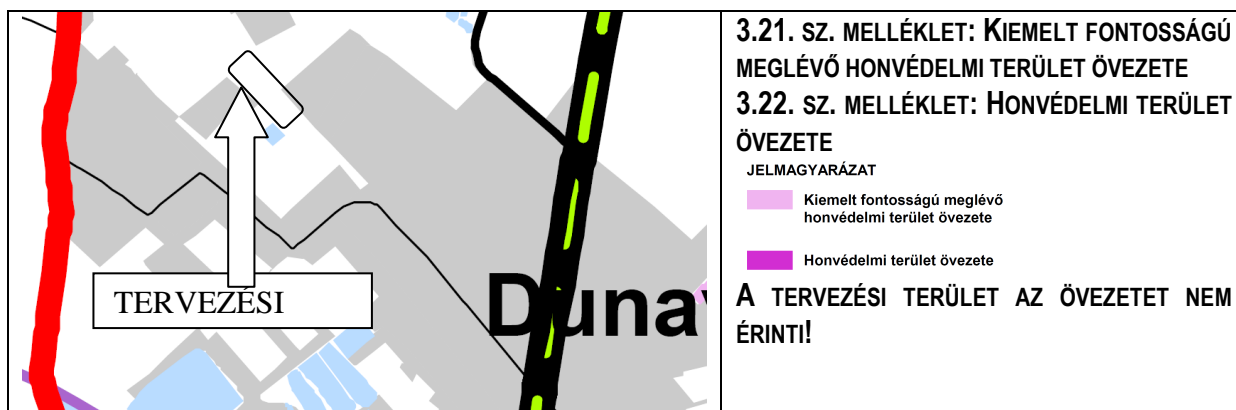 TERVEZÉSI
Duna
3.21. SZ. MELLÉKLET: KIEMELT FONTOSSÁGÚ
MEGLÉVŐ HONVÉDELMI TERÜLET ÖVEZETE
3.22. SZ. MELLÉKLET: HONVÉDELMI TERÜLET
ÖVEZETE
JELMAGYARÁZAT
Kiemelt fontosságú meglévő
honvédelmi terület övezete
Honvédelmi terület övezete
A TERVEZÉSI TERÜLET AZ ÖVEZETET NEM
ÉRINTI!